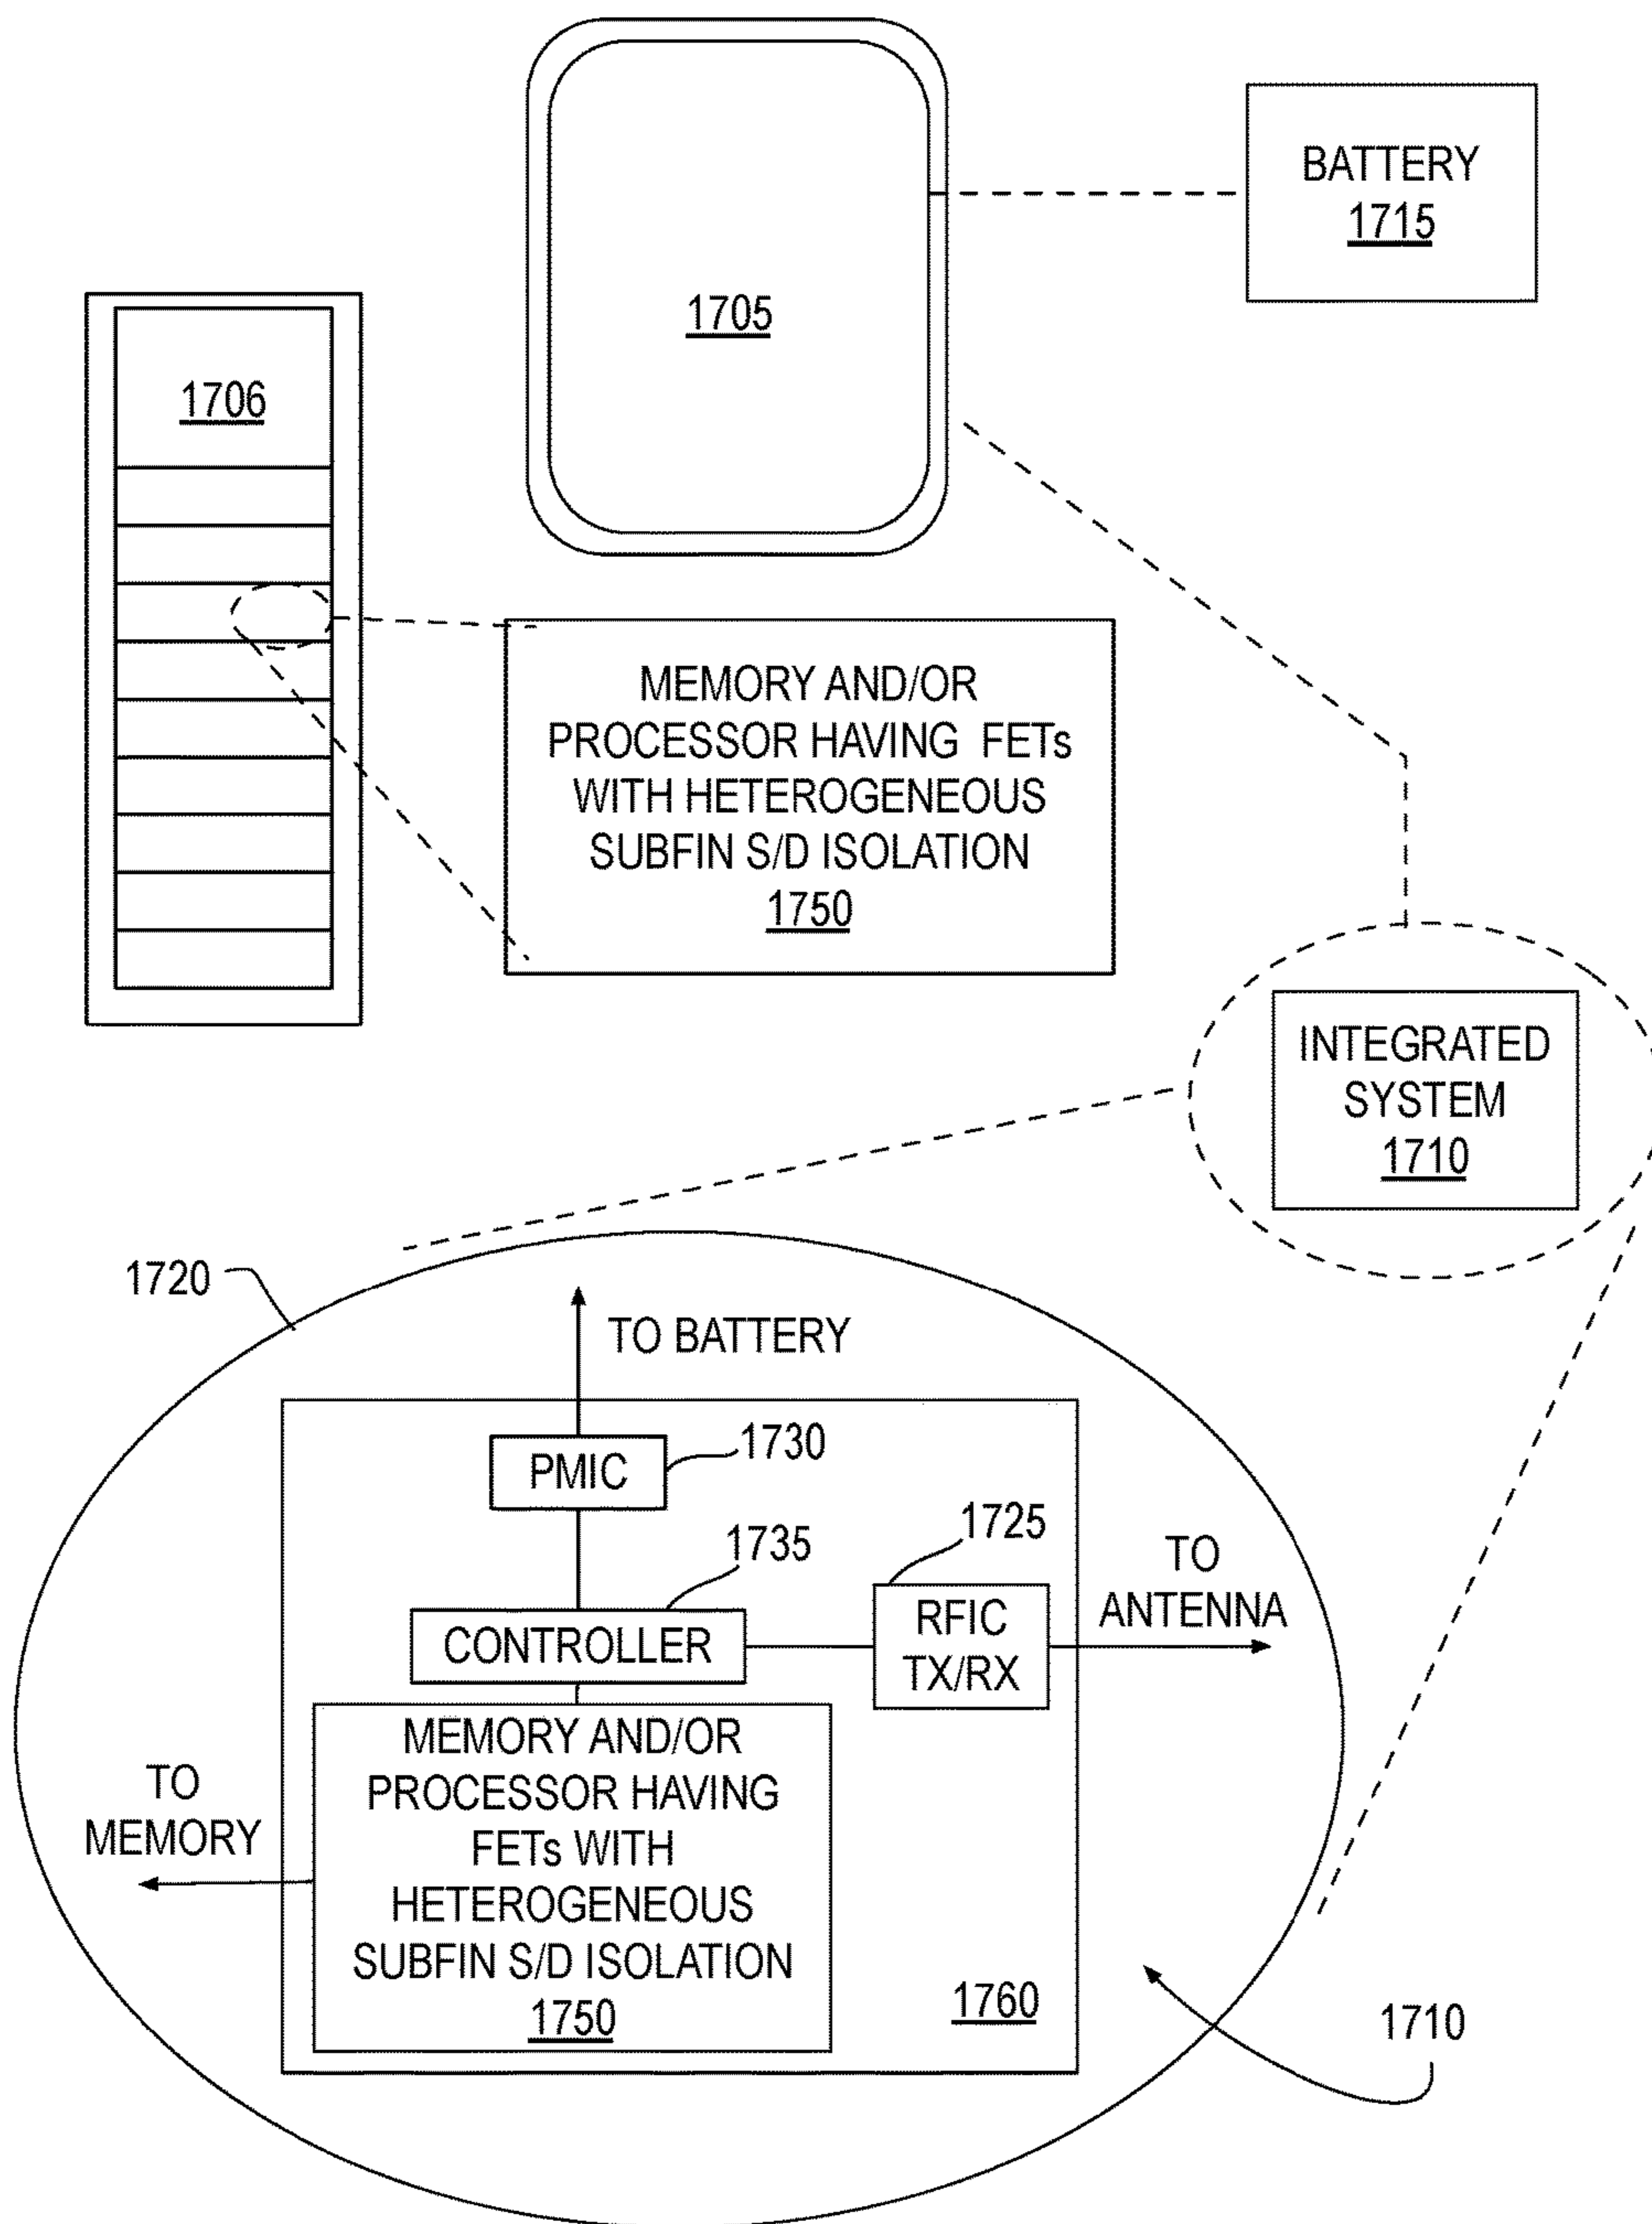 BATTERY
1715
1705
1706
MEMORY AND/OR
PROCESSOR HAVING FETs
WITH HETEROGENEOUS
SUBFIN S/D ISOLATION
1750
INTEGRATED
SYSTEM
1710
1720
TO BATTERY
PMIC
1730
1735
1725
CONTROLLER
RFIC
TX/RX
TO
ANTENNA
MEMORY AND/OR
PROCESSOR HAVING
FETs WITH
HETEROGENEOUS
SUBFIN S/D ISOLATION
1750
TO
MEMORY
1760
1710